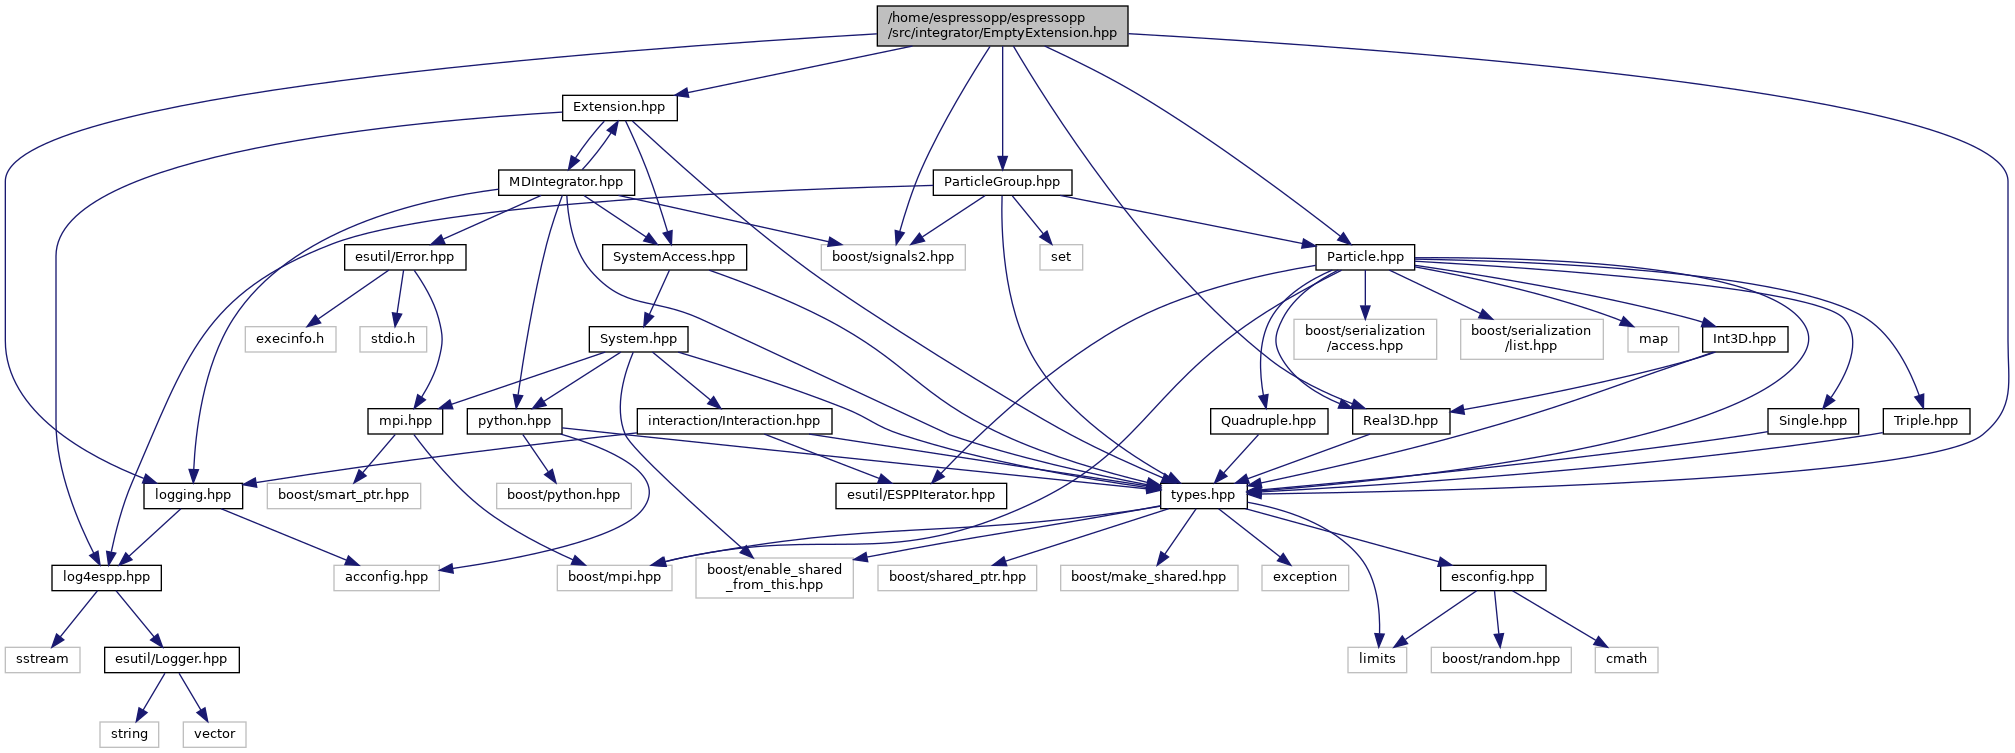 /home/espressopp/espressopp
/src/integrator/EmptyExtension.hpp
Extension.hpp
MDIntegrator.hpp
ParticleGroup.hpp
esutil/Error.hpp
SystemAccess.hpp
boost/signals2.hpp
set
Particle.hpp
execinfo.h
stdio.h
System.hpp
boost/serialization
/access.hpp
boost/serialization
/list.hpp
map
Int3D.hpp
mpi.hpp
python.hpp
interaction/Interaction.hpp
Quadruple.hpp
Real3D.hpp
Single.hpp
Triple.hpp
logging.hpp
boost/smart_ptr.hpp
boost/python.hpp
esutil/ESPPIterator.hpp
types.hpp
log4espp.hpp
acconfig.hpp
boost/mpi.hpp
boost/enable_shared
_from_this.hpp
boost/shared_ptr.hpp
boost/make_shared.hpp
exception
esconfig.hpp
sstream
esutil/Logger.hpp
limits
boost/random.hpp
cmath
string
vector